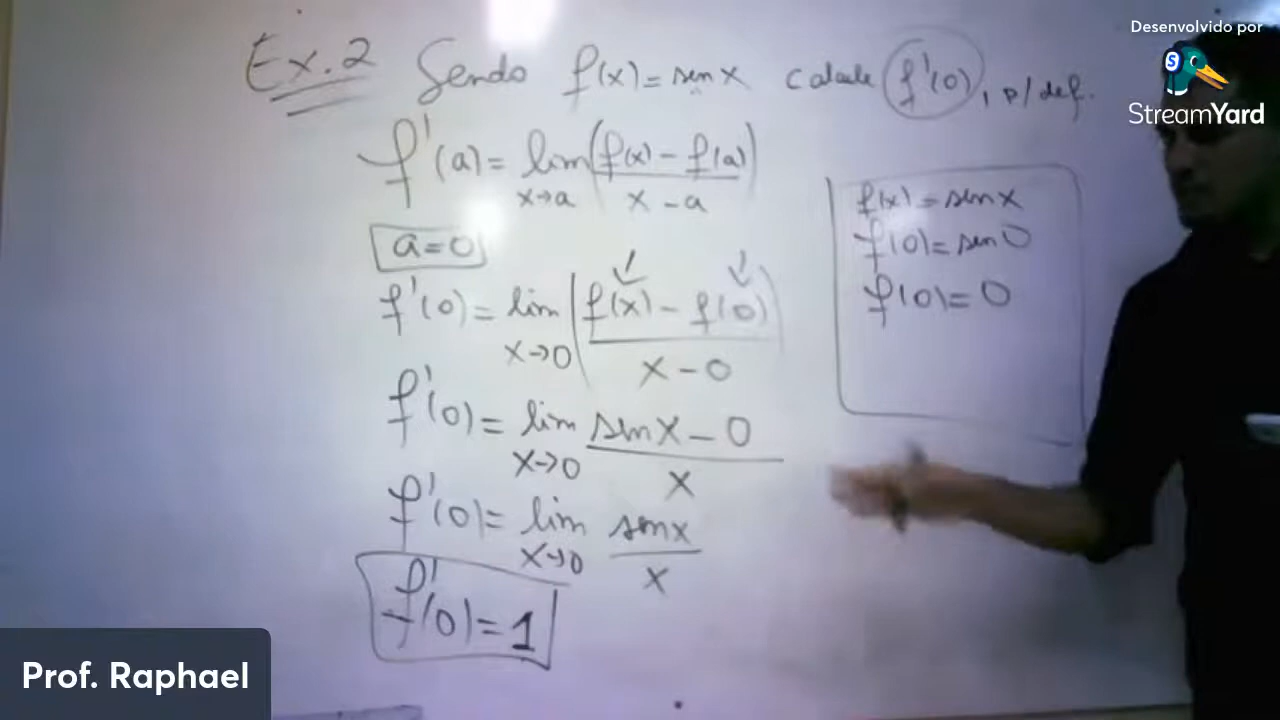 Desenvolvido por
StreamYard
Ex.2 Sendo f(x)=sen x calcule f'(0), p/def.
f'(a)= lim x→a (f(x) - f(a) / x - a)
a=0
f'(0)= lim x→0 (f(x) - f(0) / x - 0)
f'(0)= lim x→0 sen x - 0 / x
f'(0)= lim x→0 sen x / x
f'(0)=1
f(x)=sen x
f(0)=sen 0
f(0)=0
Prof. Raphael